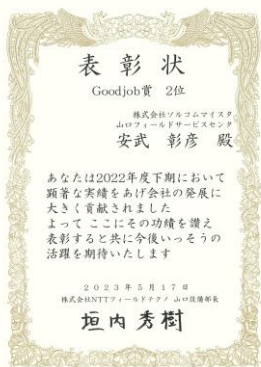 表彰状
Goodjob賞 2位
株式会社ソルコムマイスタ
山口フィールドサービスセンタ
安武 彰彦 殿
あなたは2022年度下期において
顕著な実績をあげ会社の発展に
大きく貢献されました
よって ここにその功績を讃え
表彰すると共に今後いっそうの
活躍を期待いたします
2023年5月17日
株式会社NTTフィールドテクノ 山口設備部長
垣内秀樹